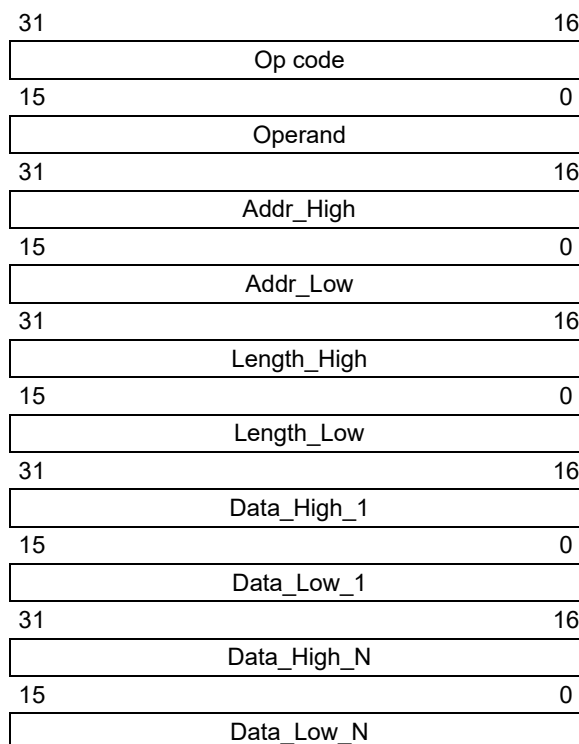 31 16
Op code
15 0
Operand
31 16
Addr_High
15 0
Addr_Low
31 16
Length_High
15 0
Length_Low
31 16
Data_High_1
15 0
Data_Low_1
31 16
Data_High_N
15 0
Data_Low_N